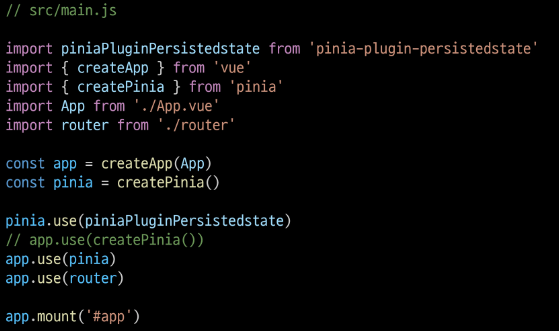 // src/main.js
import piniaPluginPersistedstate from 'pinia-plugin-persistedstate'
import { createApp } from 'vue'
import { createPinia } from 'pinia'
import App from './App.vue'
import router from './router'
const app = createApp(App)
const pinia = createPinia()
pinia.use(piniaPluginPersistedstate)
// app.use(createPinia())
app.use(pinia)
app.use(router)
app.mount('#app')